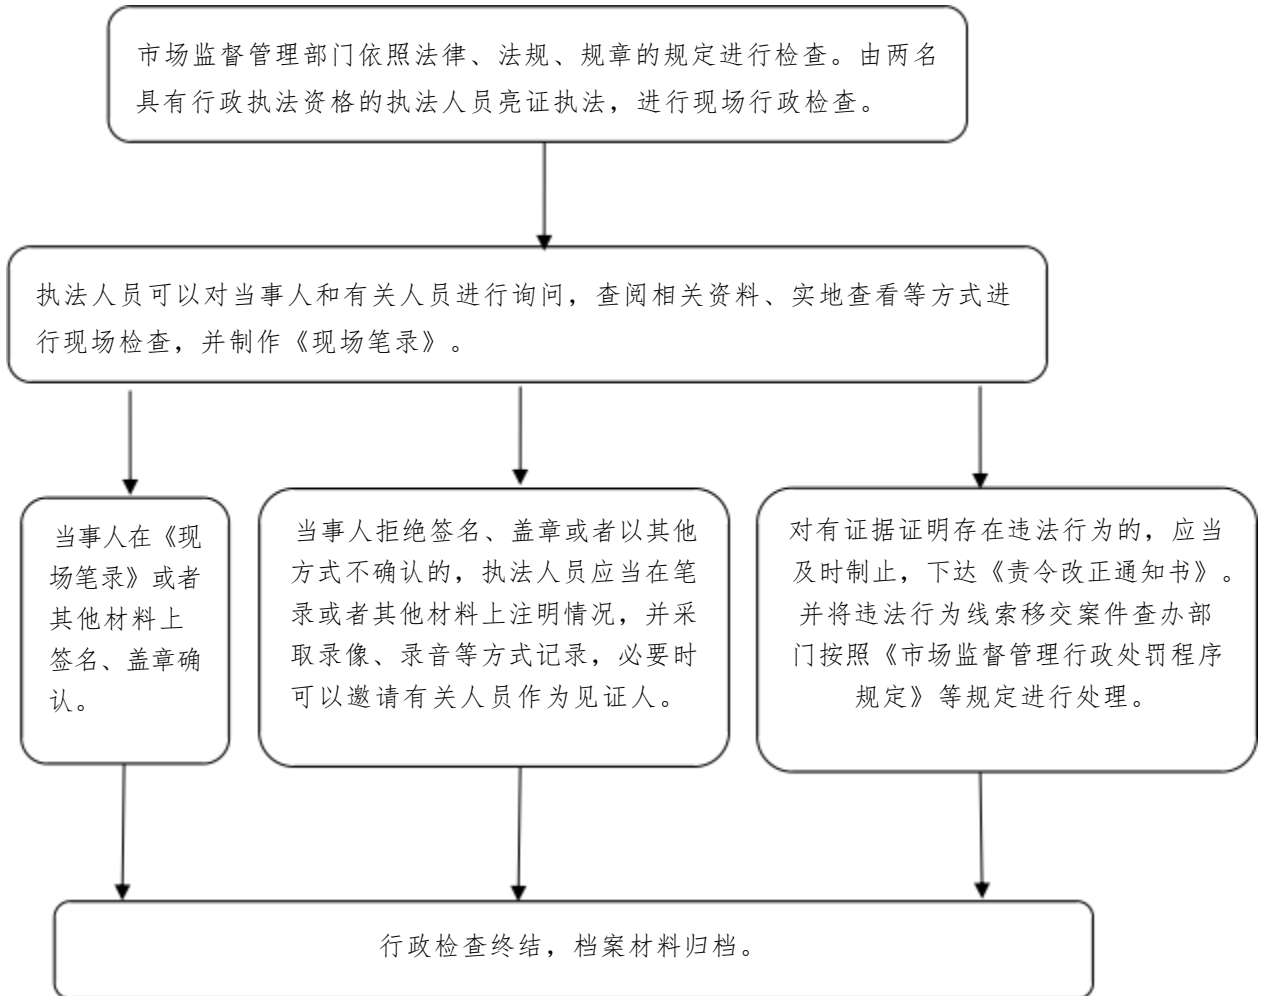 市场监督管理部门依照法律、法规、规章的规定进行检查。由两名
具有行政执法资格的执法人员亮证执法，进行现场行政检查。
执法人员可以对当事人和有关人员进行询问，查阅相关资料、实地查看等方式进
行现场检查，并制作《现场笔录》。
当事人在《现
场笔录》或者
其他材料上
签名、盖章确
认。
当事人拒绝签名、盖章或者以其他
方式不确认的，执法人员应当在笔
录或者其他材料上注明情况，并采
取录像、录音等方式记录，必要时
可以邀请有关人员作为见证人。
对有证据证明存在违法行为的，应当
及时制止，下达《责令改正通知书》。
并将违法行为线索移交案件查办部
门按照《市场监督管理行政处罚程序
规定》等规定进行处理。
行政检查终结，档案材料归档。